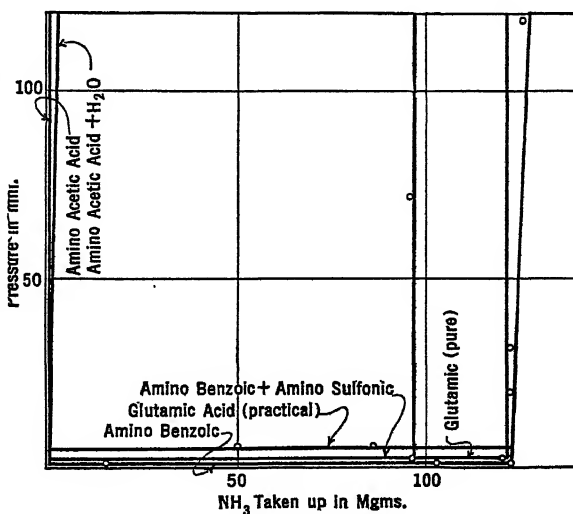 100
50
Pressure in mm.
Amino Acetic Acid
Amino Acetic Acid + H₂O
Amino Benzoic + Amino Sulfonic
Glutamic Acid (practical)
Amino Benzoic
Glutamic (pure)
50
100
NH₃ Taken up in Mgms.